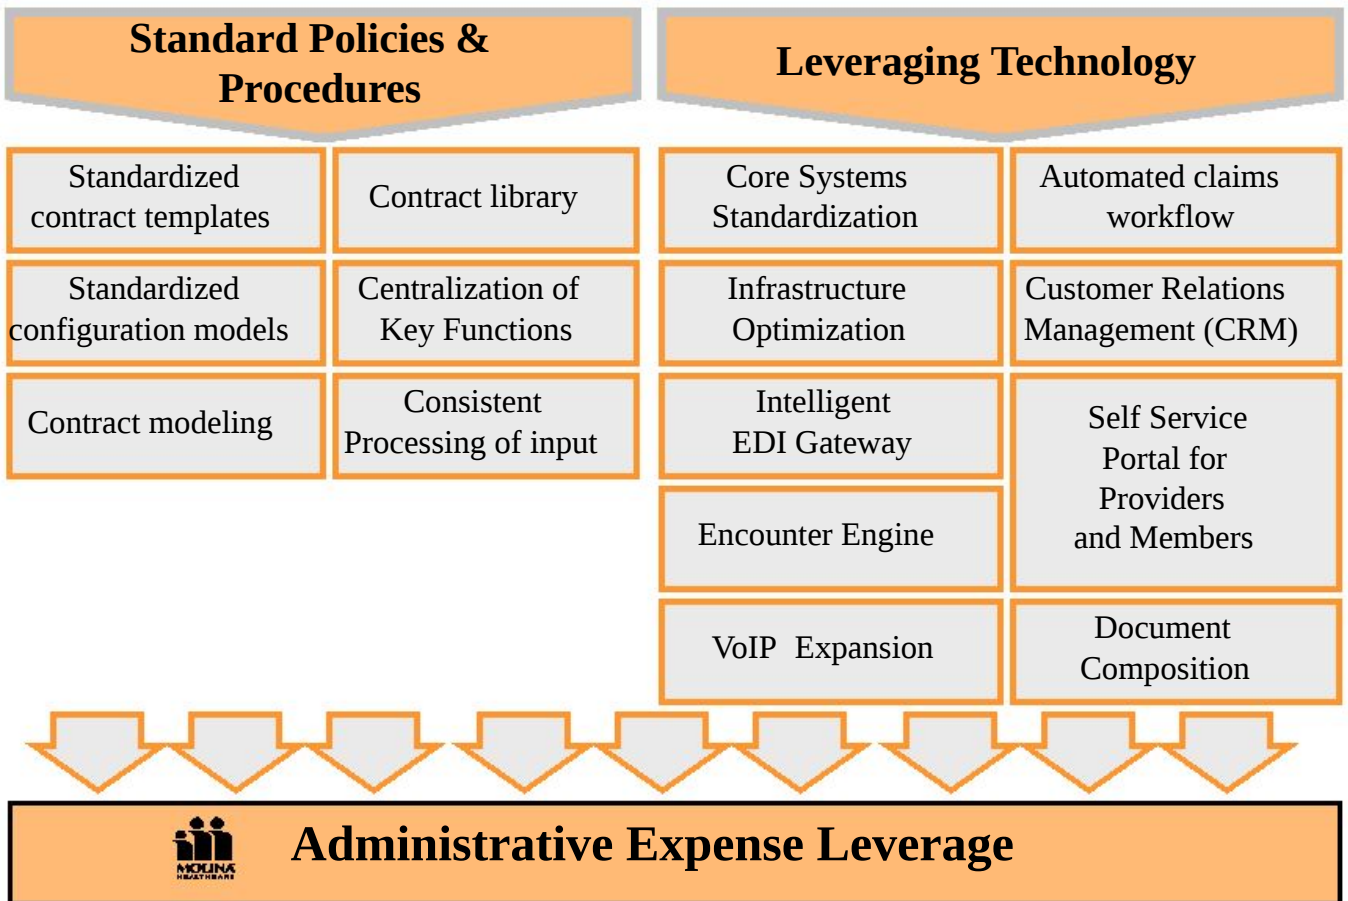 Standard Policies &
Procedures
Leveraging Technology
Standardized
contract templates
Contract library
Standardized
configuration models
Centralization of
Key Functions
Contract modeling
Consistent
Processing of input
Core Systems
Standardization
Automated claims
workflow
Infrastructure
Optimization
Customer Relations
Management (CRM)
Intelligent
EDI Gateway
Self Service
Portal for
Providers
and Members
Encounter Engine
VoIP Expansion
Document
Composition
MOLINA
HEALTHCARE
Administrative Expense Leverage